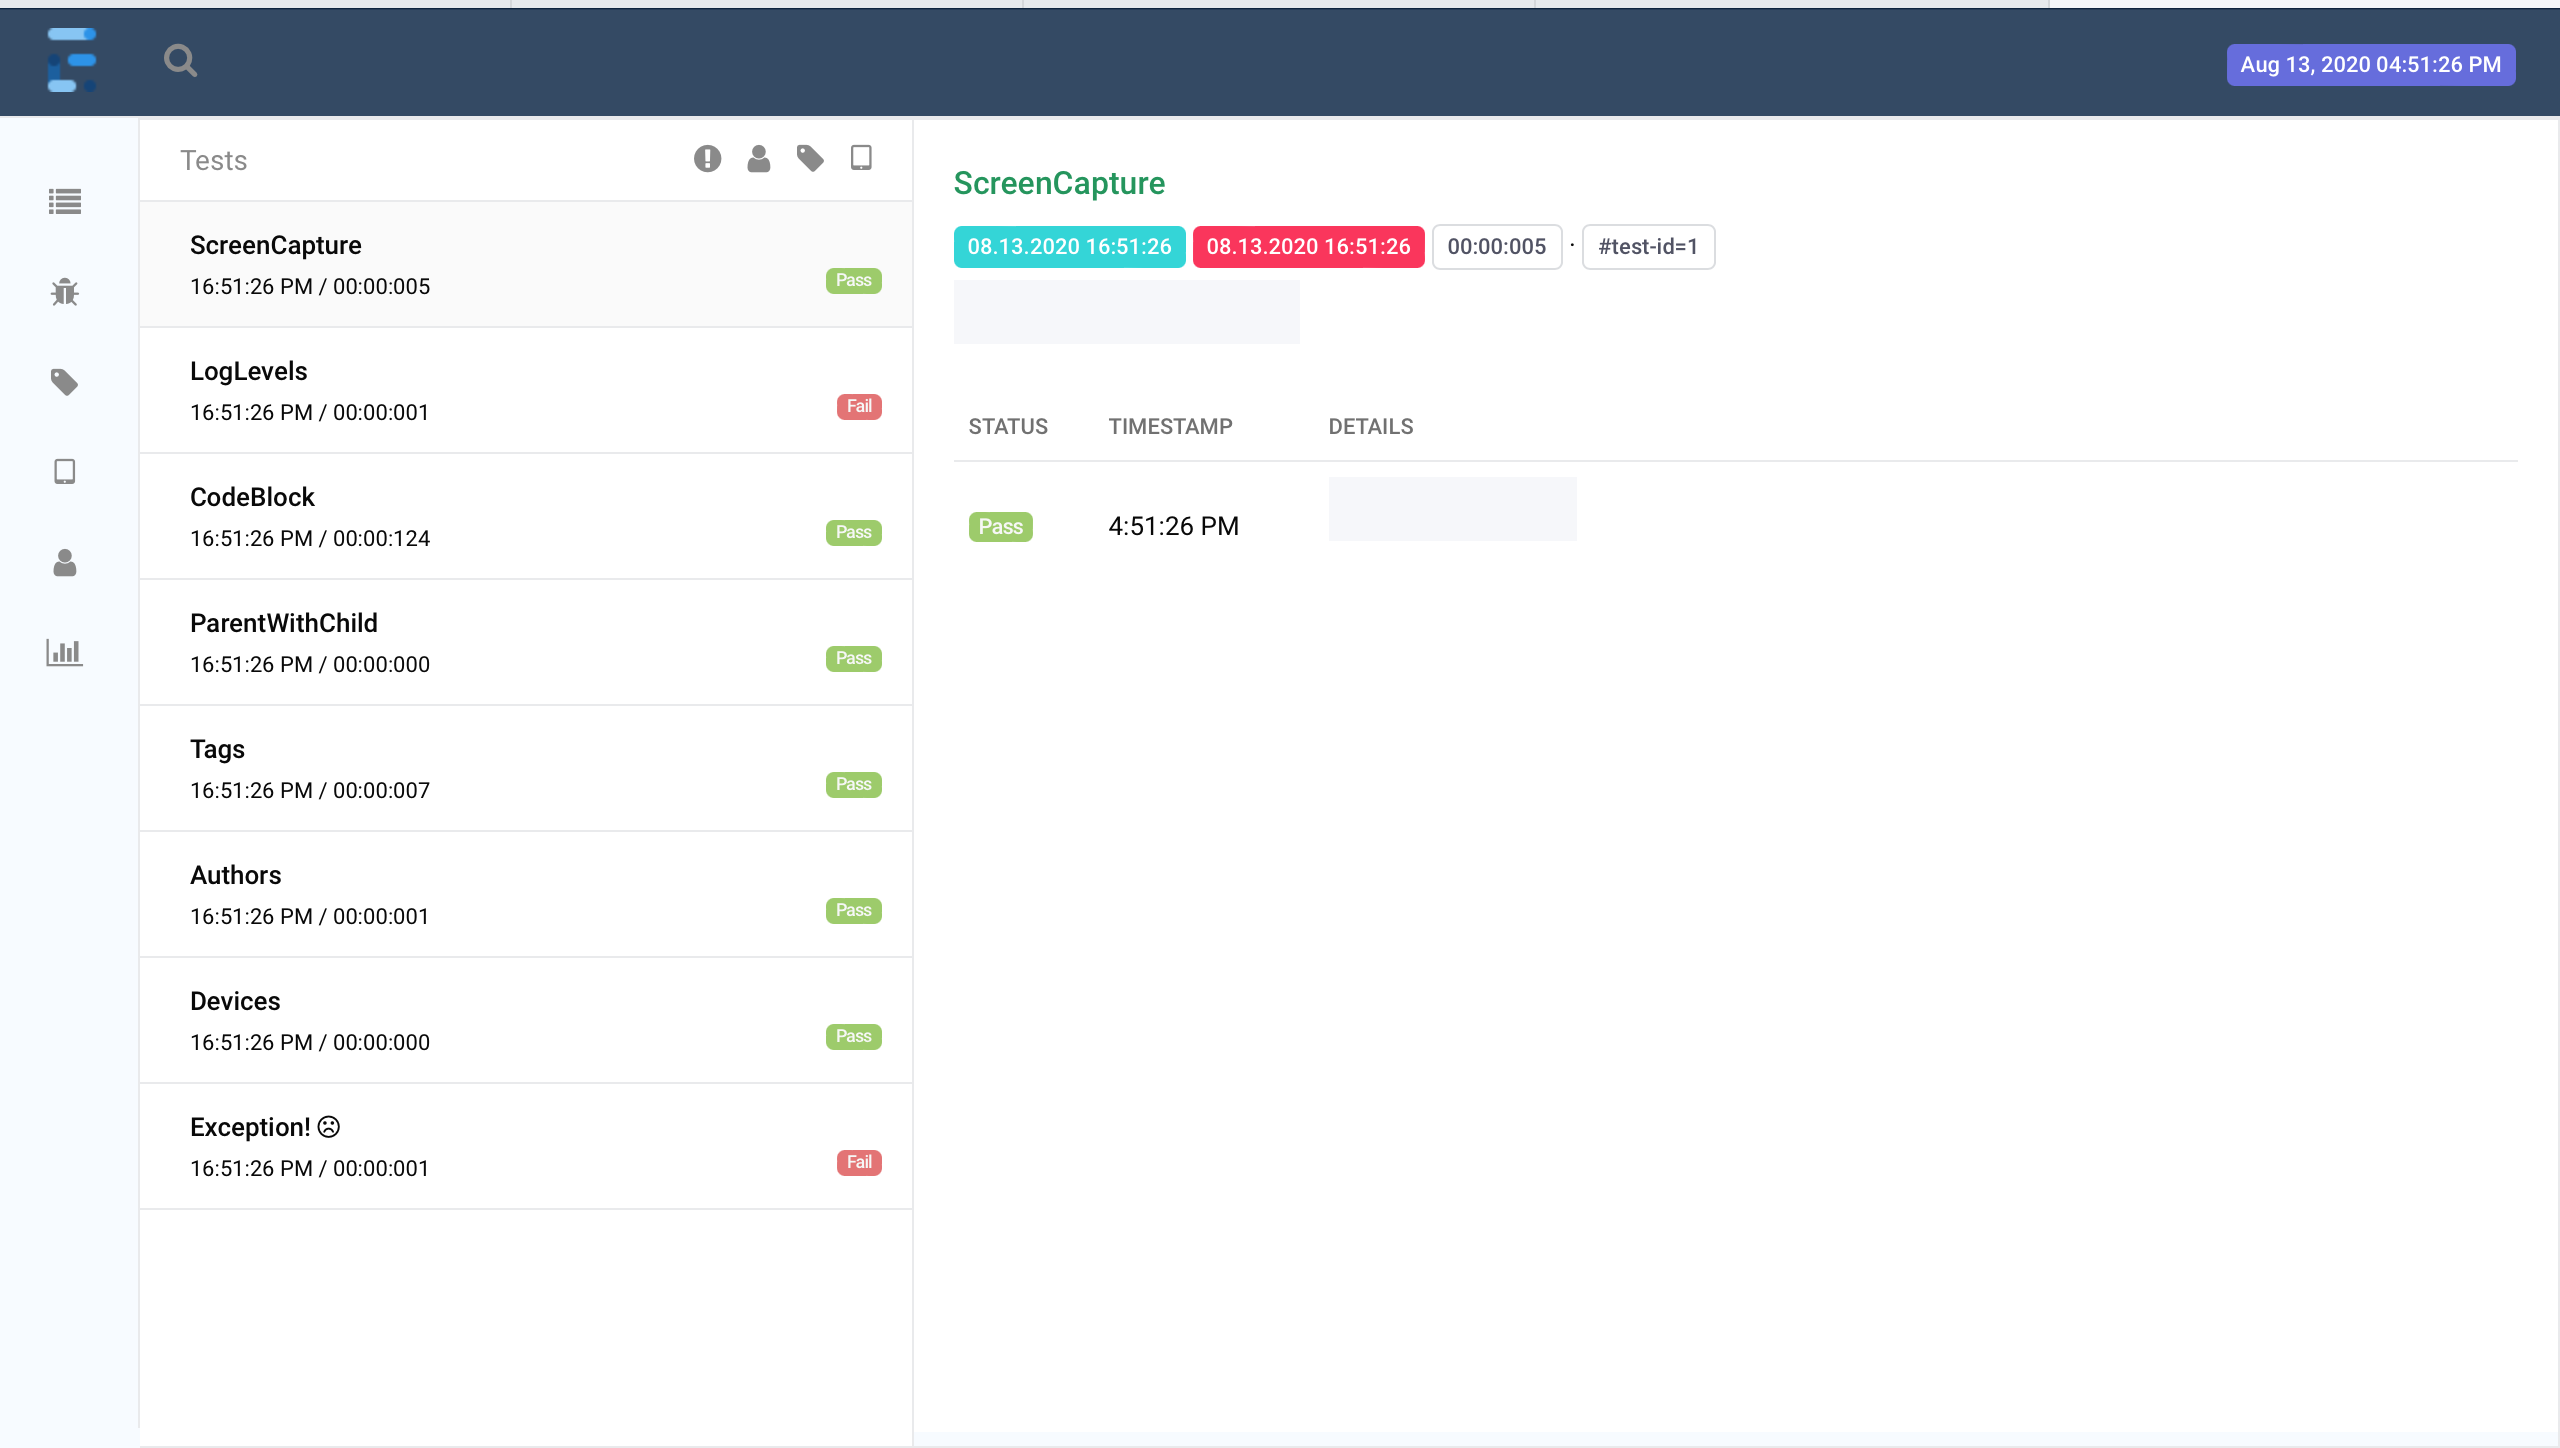 Aug 13, 2020 04:51:26 PM
Tests
ScreenCapture
16:51:26 PM / 00:00:005
Pass
LogLevels
16:51:26 PM / 00:00:001
Fail
CodeBlock
16:51:26 PM / 00:00:124
Pass
ParentWithChild
16:51:26 PM / 00:00:000
Pass
Tags
16:51:26 PM / 00:00:007
Pass
Authors
16:51:26 PM / 00:00:001
Pass
Devices
16:51:26 PM / 00:00:000
Pass
Exception! ☹
16:51:26 PM / 00:00:001
Fail
ScreenCapture
08.13.2020 16:51:26 08.13.2020 16:51:26 00:00:005 · #test-id=1
STATUS TIMESTAMP DETAILS
Pass 4:51:26 PM